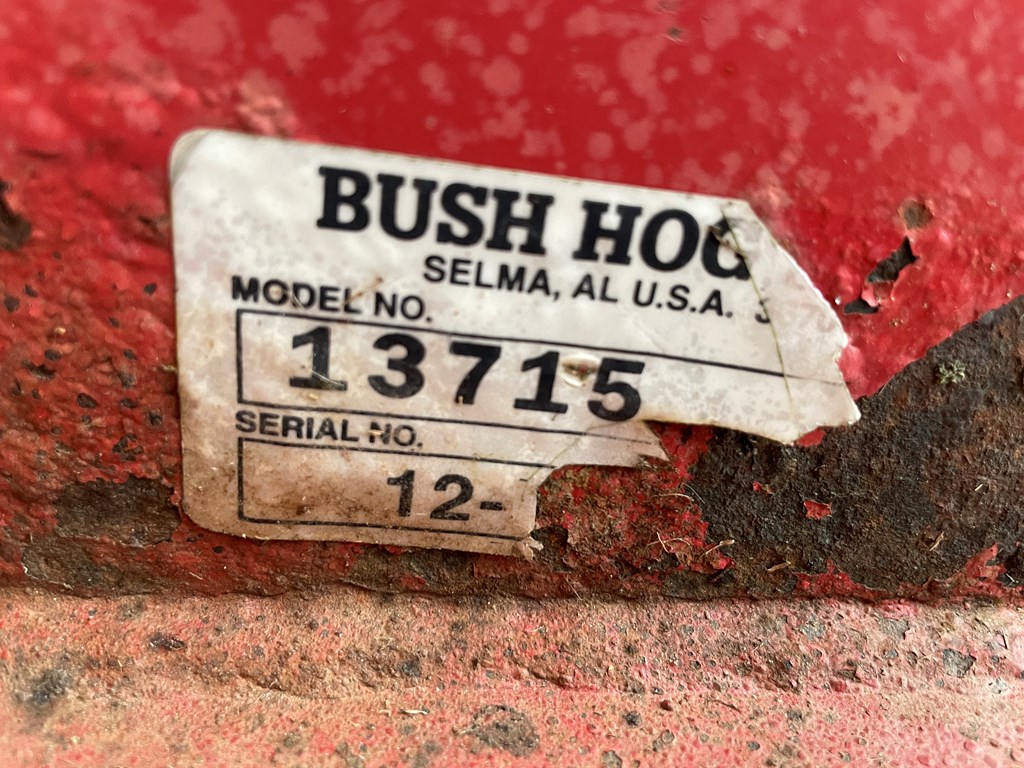 BUSH HOG
SELMA, AL U.S.A.
MODEL NO.
13715
SERIAL NO.
12-